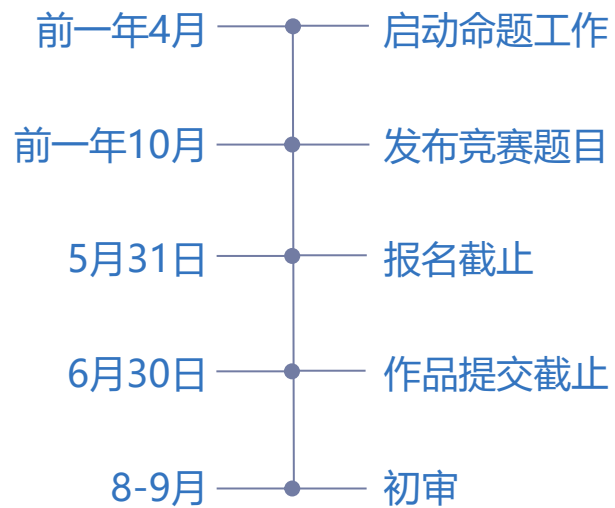 前一年4月 启动命题工作
前一年10月 发布竞赛题目
5月31日 报名截止
6月30日 作品提交截止
8-9月 初审